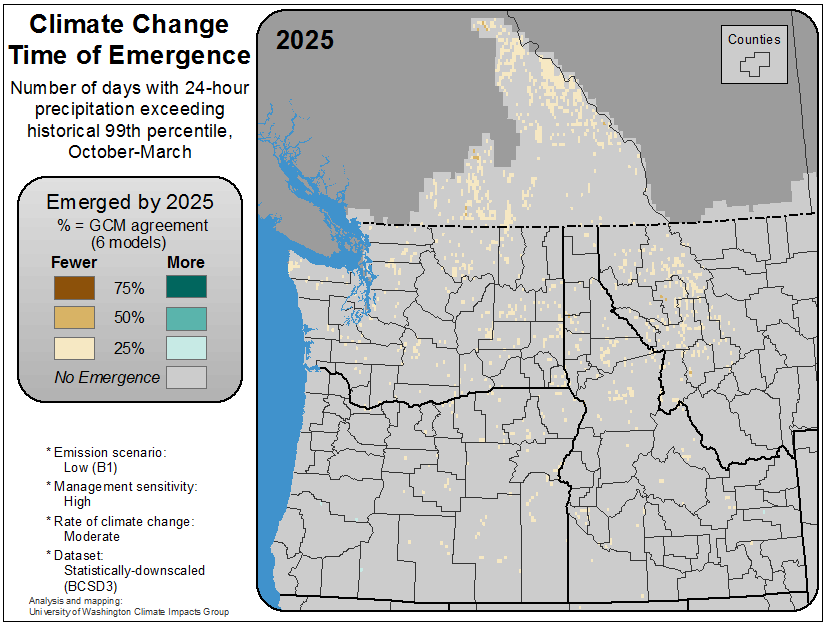 Climate Change
Time of Emergence
Number of days with 24-hour
precipitation exceeding
historical 99th percentile,
October-March
Emerged by 2025
% = GCM agreement
(6 models)
Fewer More
75%
50%
25%
No Emergence
* Emission scenario:
Low (B1)
* Management sensitivity:
High
* Rate of climate change:
Moderate
* Dataset:
Statistically-downscaled
(BCSD3)
Analysis and mapping:
University of Washington Climate Impacts Group
2025
Counties